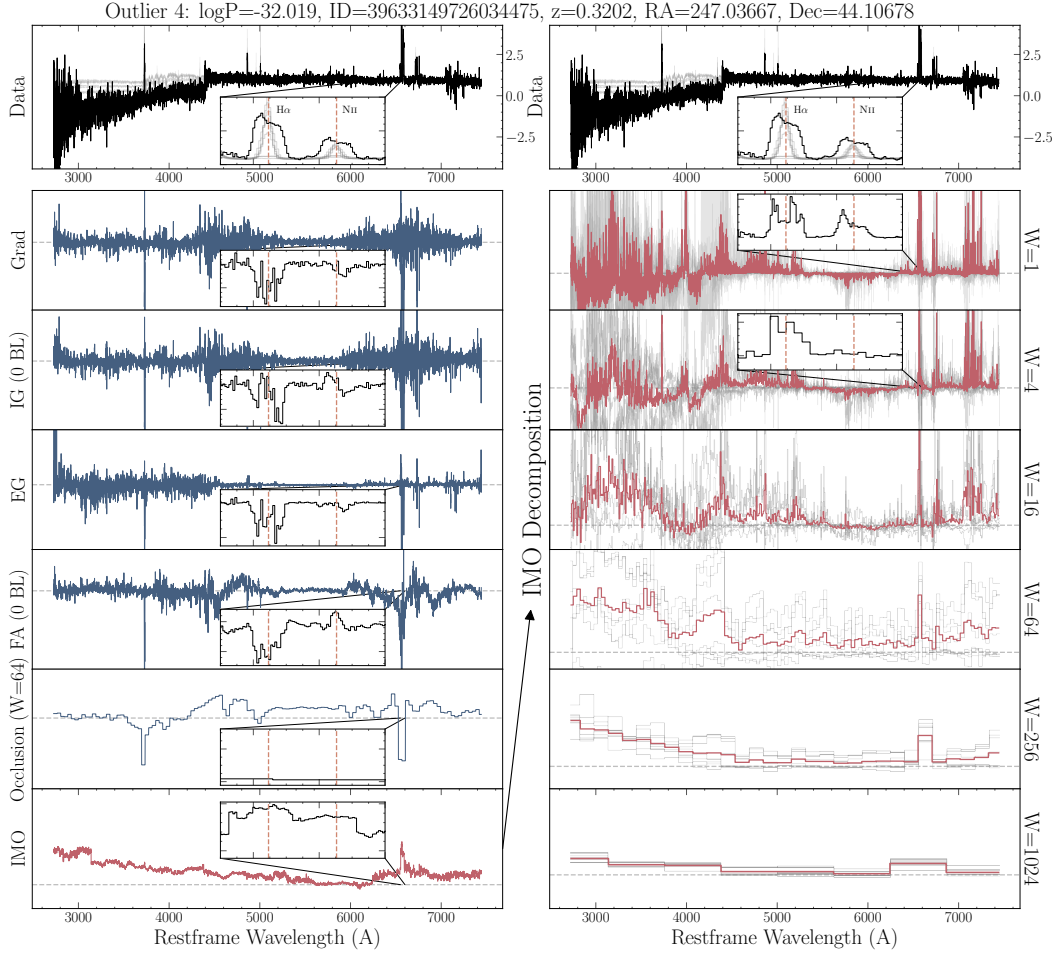 Outlier 4: logP=-32.019, ID=39633149726034475, z=0.3202, RA=247.03667, Dec=44.10678
Data
2.5
0.0
−2.5
Hα
NII
3000 4000 5000 6000 7000
Data
2.5
0.0
−2.5
Hα
NII
3000 4000 5000 6000 7000
Grad
IG (0 BL)
EG
FA (0 BL)
Occlusion (W=64)
IMO
3000 4000 5000 6000 7000
Restframe Wavelength (A)
IMO Decomposition
W=1
W=4
W=16
W=64
W=256
W=1024
3000 4000 5000 6000 7000
Restframe Wavelength (A)